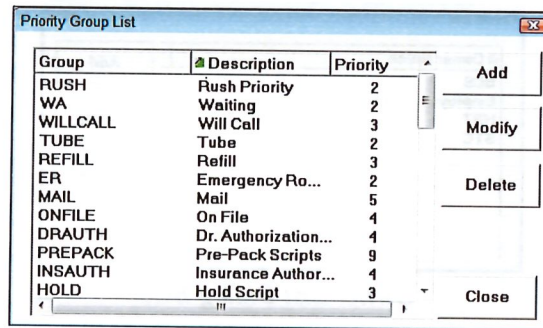 Priority Group List
Group Description Priority
RUSH Rush Priority 2
WA Waiting 2
WILLCALL Will Call 3
TUBE Tube 2
REFILL Refill 3
ER Emergency Ro... 2
MAIL Mail 5
ONFILE On File 4
DRAUTH Dr. Authorization... 4
PREPACK Pre-Pack Scripts 9
INSAUTH Insurance Author... 4
HOLD Hold Script 3
Add
Modify
Delete
Close